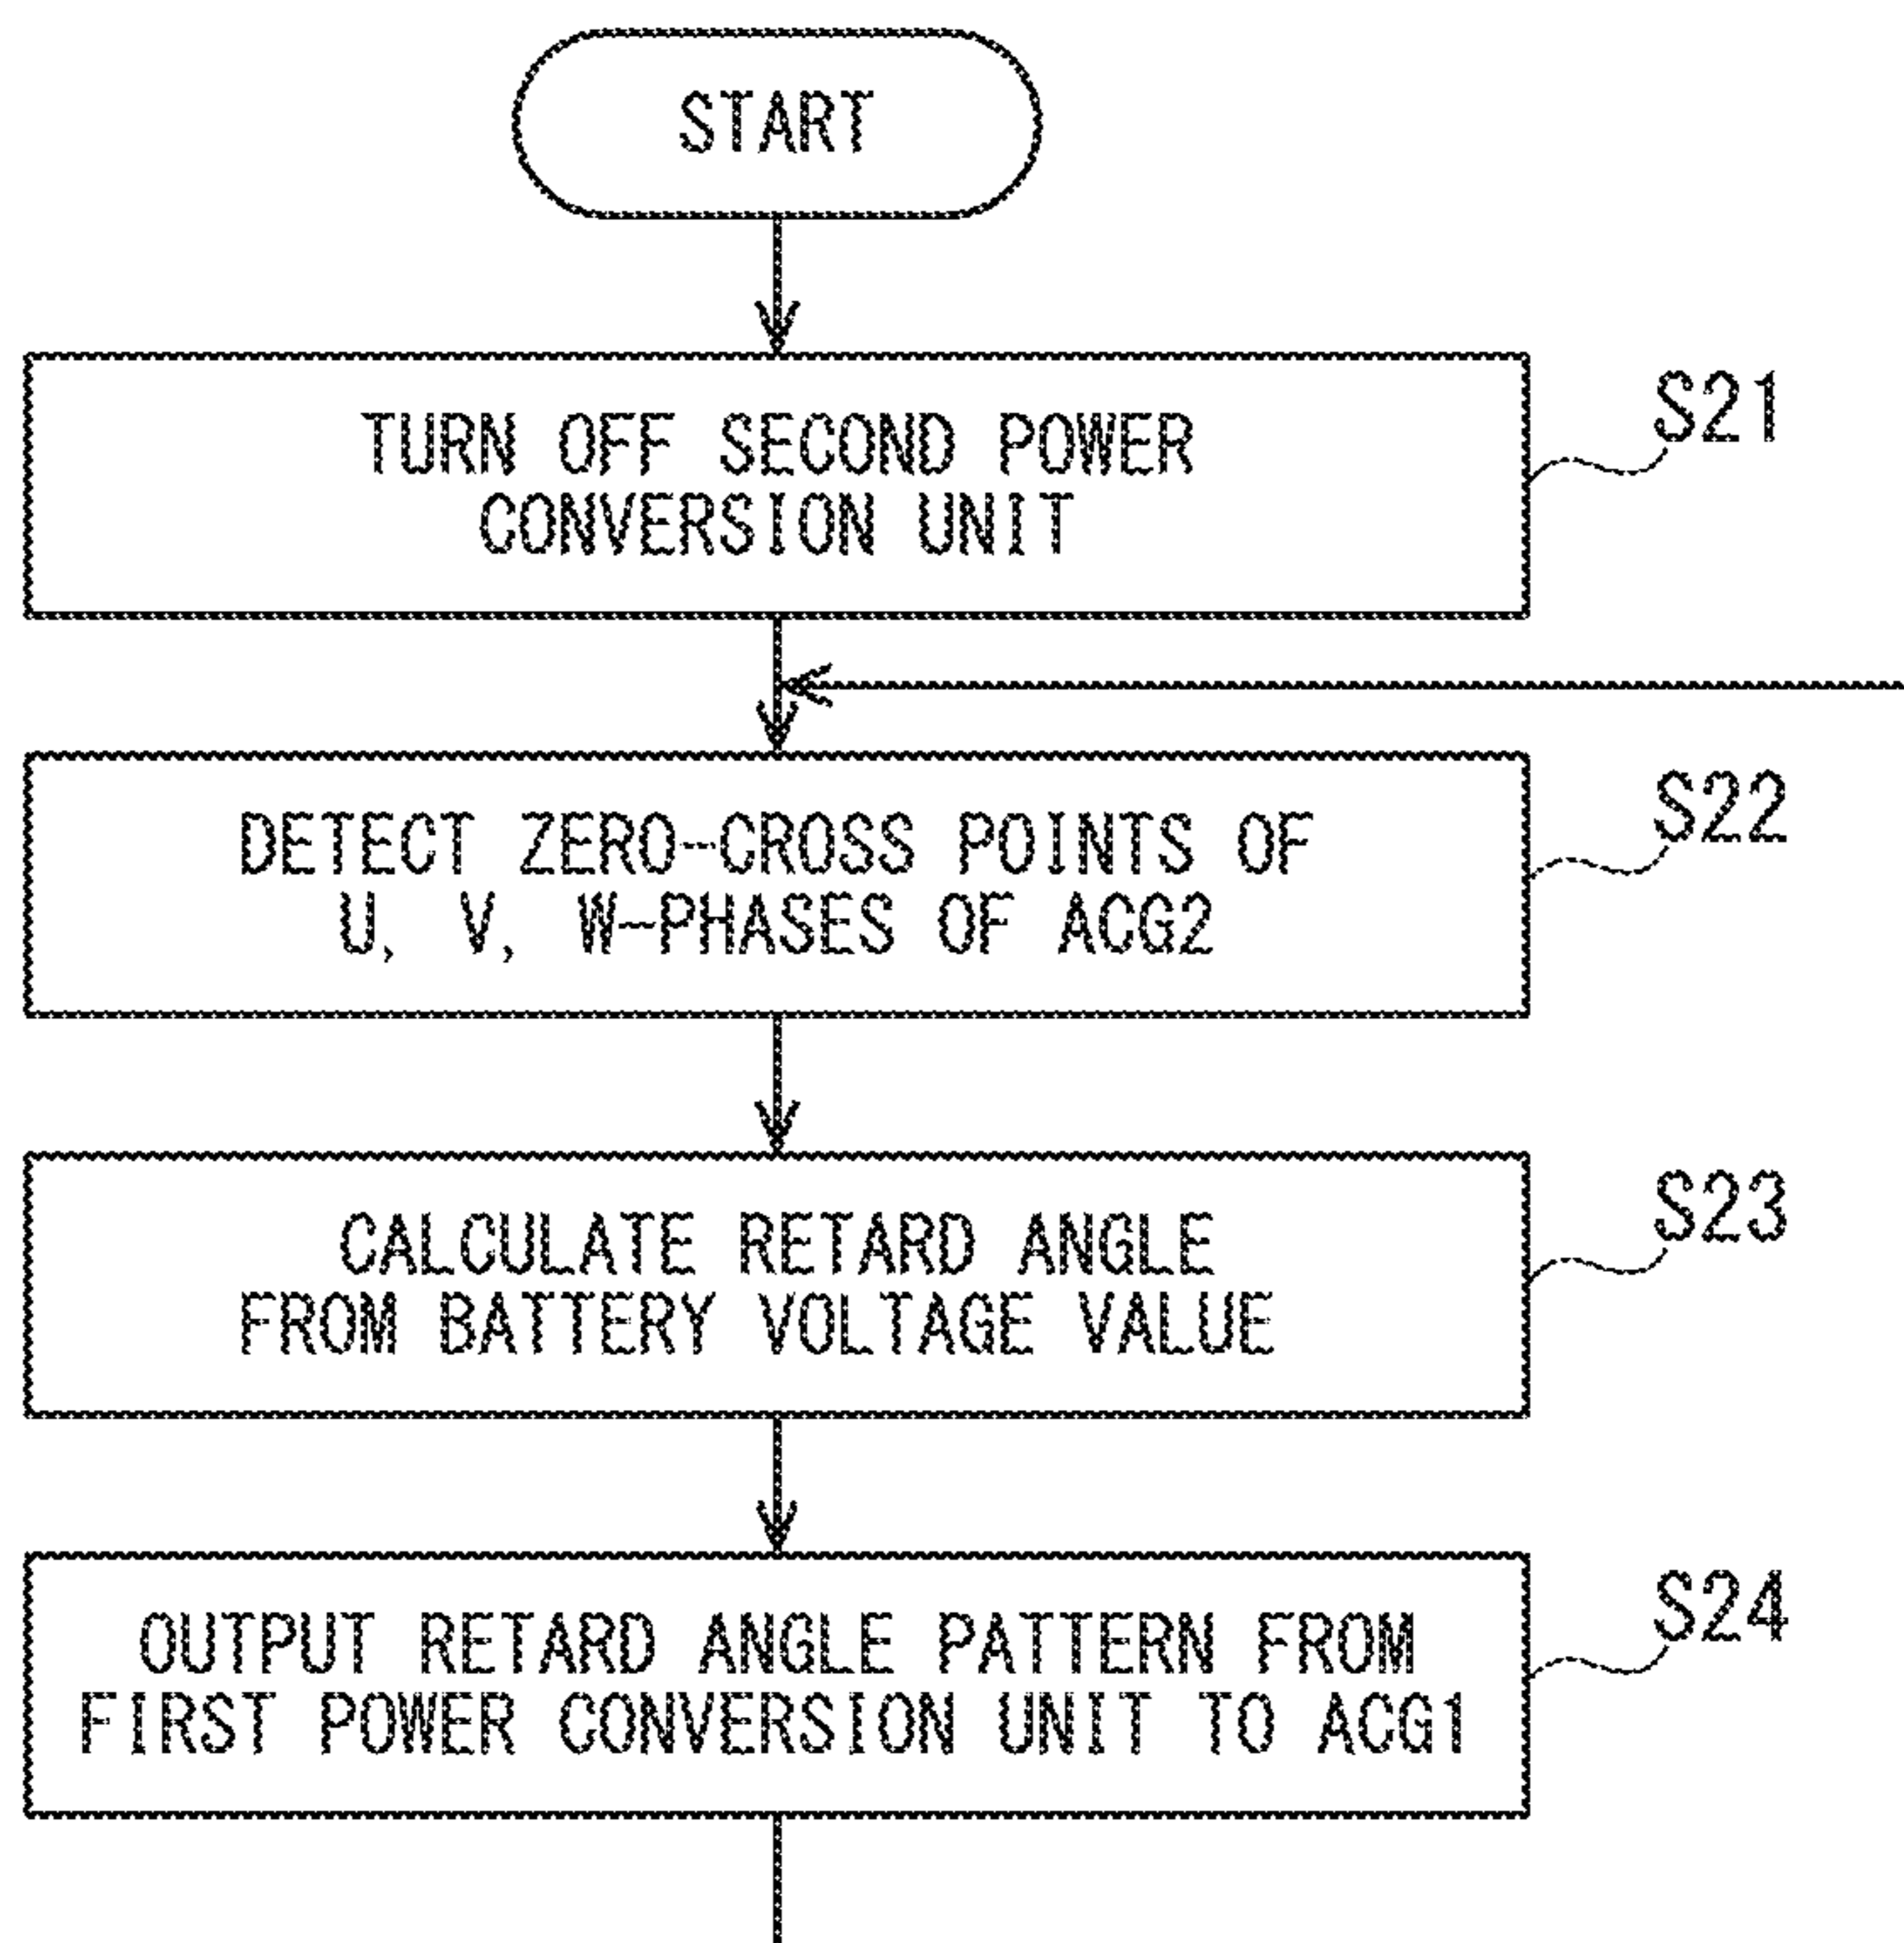 START
TURN OFF SECOND POWER
CONVERSION UNIT
S21
DETECT ZERO-CROSS POINTS OF
U, V, W-PHASES OF ACG2
S22
CALCULATE RETARD ANGLE
FROM BATTERY VOLTAGE VALUE
S23
OUTPUT RETARD ANGLE PATTERN FROM
FIRST POWER CONVERSION UNIT TO ACG1
S24